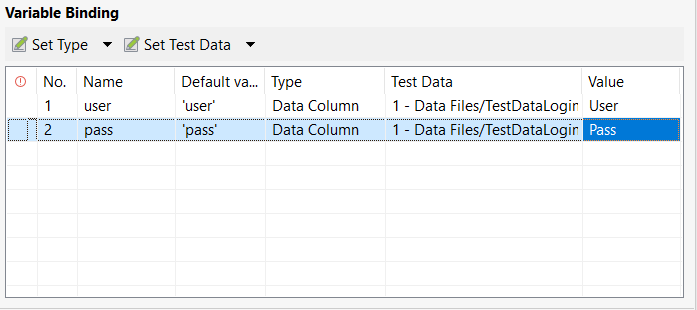 Variable Binding
Set Type Set Test Data
No. Name Default va... Type Test Data Value
1 user 'user' Data Column 1 - Data Files/TestDataLogin User
2 pass 'pass' Data Column 1 - Data Files/TestDataLogin Pass